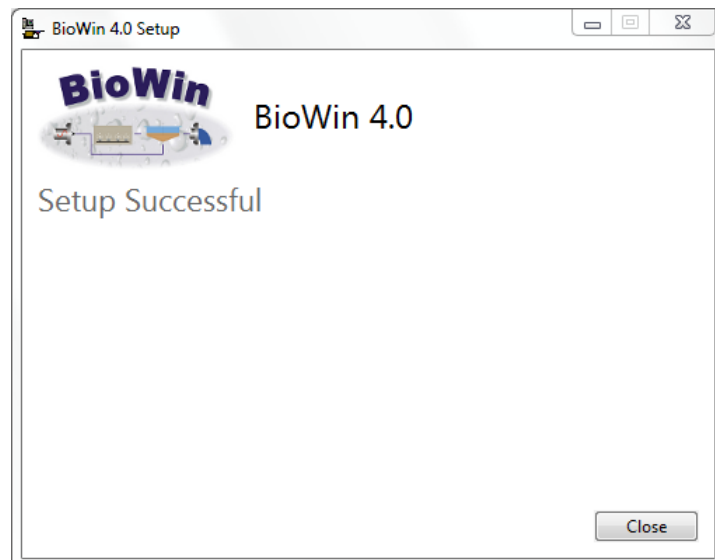 BioWin 4.0 Setup
BioWin
BioWin 4.0
Setup Successful
Close